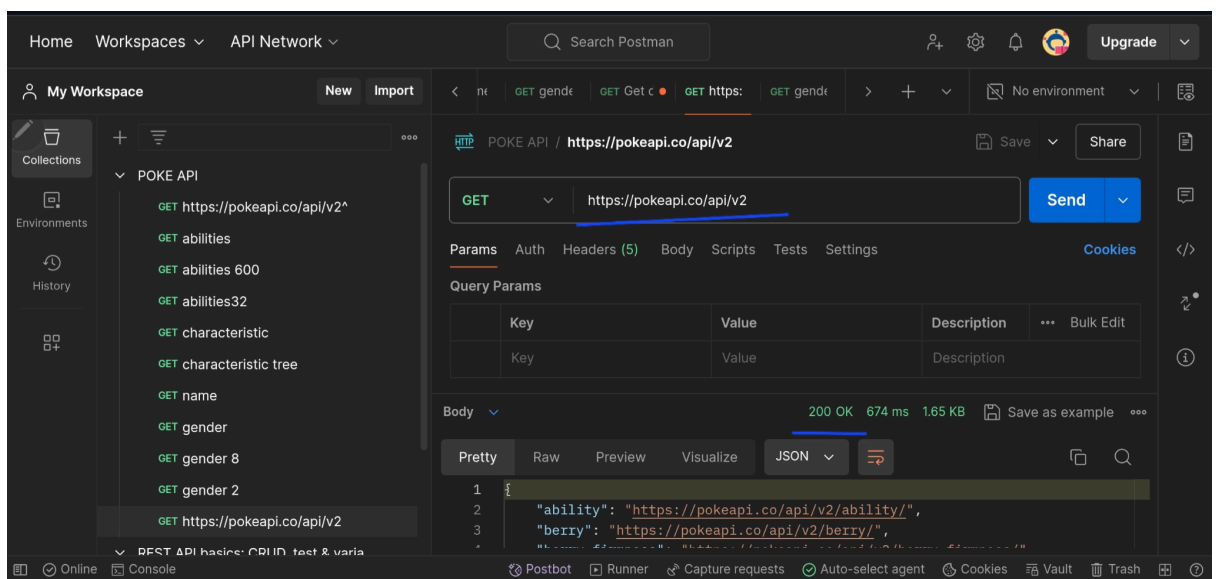 Home Workspaces API Network Search Postman Upgrade
My Workspace New Import
GET gende GET Get c GET https: GET gende No environment
Collections
Environments
History
POKE API
GET https://pokeapi.co/api/v2^
GET abilities
GET abilities 600
GET abilities32
GET characteristic
GET characteristic tree
GET name
GET gender
GET gender 8
GET gender 2
GET https://pokeapi.co/api/v2
REST API basics: CRUD, test & varia
HTTP POKE API / https://pokeapi.co/api/v2 Save Share
GET https://pokeapi.co/api/v2 Send
Params Auth Headers (5) Body Scripts Tests Settings Cookies
Query Params
Key Value Description Bulk Edit
Key Value Description
Body 200 OK 674 ms 1.65 KB Save as example
Pretty Raw Preview Visualize JSON
1 {
2 "ability": "https://pokeapi.co/api/v2/ability/",
3 "berry": "https://pokeapi.co/api/v2/berry/",
Online Console Postbot Runner Capture requests Auto-select agent Cookies Vault Trash